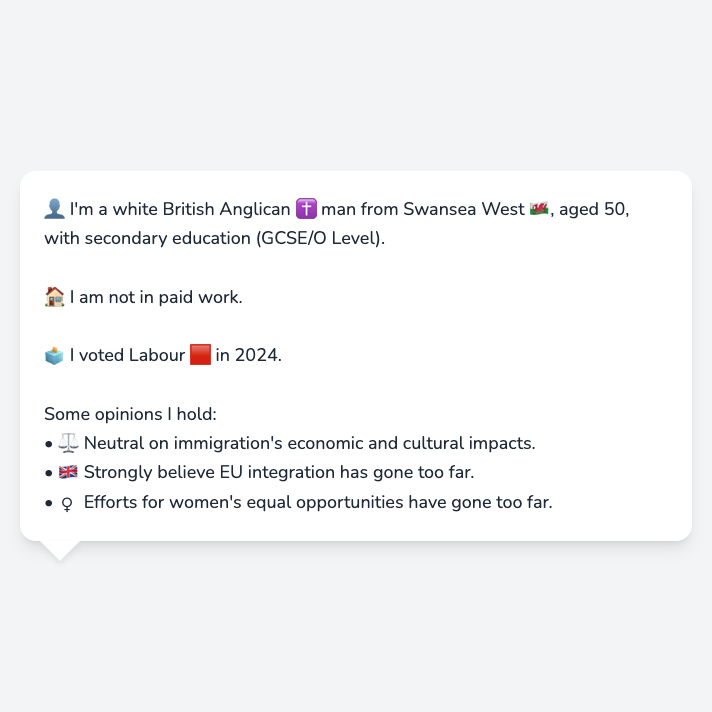 👤 I'm a white British Anglican ✝️ man from Swansea West 🏴󠁧󠁢󠁷󠁬󠁳󠁿, aged 50,
with secondary education (GCSE/O Level).
🏠 I am not in paid work.
🗳️ I voted Labour 🟥 in 2024.
Some opinions I hold:
• ⚖️ Neutral on immigration's economic and cultural impacts.
• 🇬🇧 Strongly believe EU integration has gone too far.
• ♀ Efforts for women's equal opportunities have gone too far.